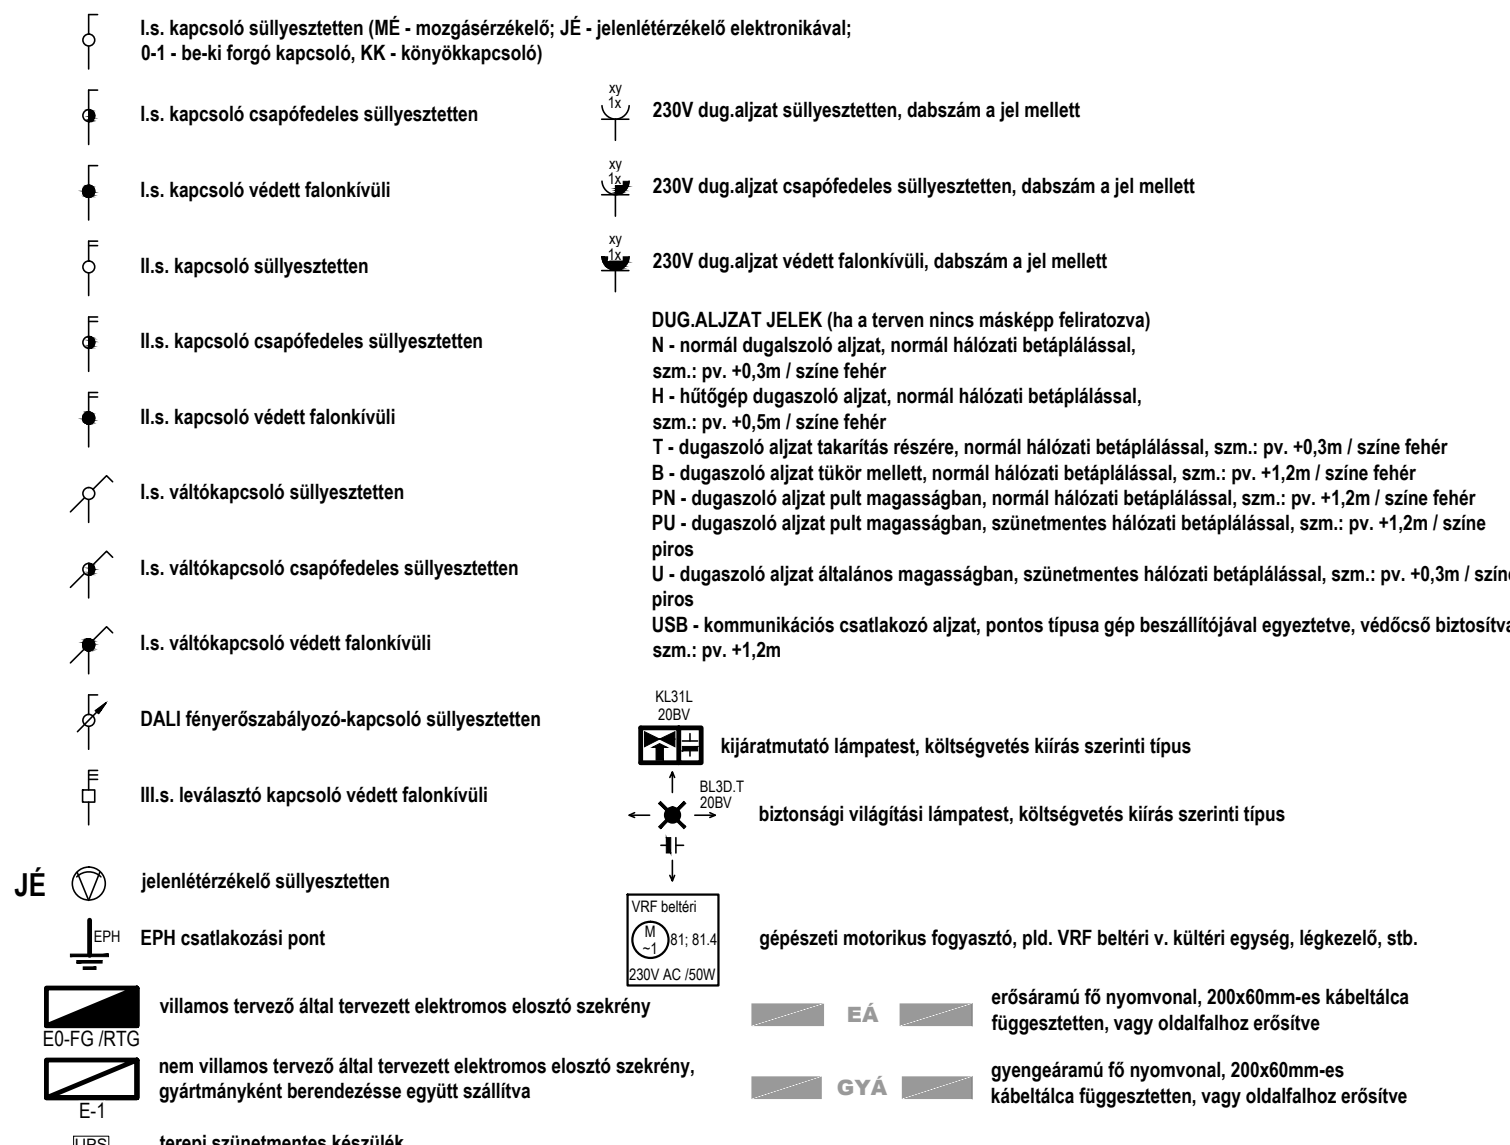 I.s. kapcsoló süllyesztetten (MÉ - mozgásérzékelő; JÉ - jelenlétérzékelő elektronikával;
0-1 - be-ki forgó kapcsoló, KK - könyökkapcsoló)
I.s. kapcsoló csapófedeles süllyesztetten
I.s. kapcsoló védett falonkívüli
II.s. kapcsoló süllyesztetten
II.s. kapcsoló csapófedeles süllyesztetten
II.s. kapcsoló védett falonkívüli
I.s. váltókapcsoló süllyesztetten
I.s. váltókapcsoló csapófedeles süllyesztetten
I.s. váltókapcsoló védett falonkívüli
DALI fényerőszabályozó-kapcsoló süllyesztetten
III.s. leválasztó kapcsoló védett falonkívüli
JÉ
jelenlétérzékelő süllyesztetten
EPH
EPH csatlakozási pont
villamos tervező által tervezett elektromos elosztó szekrény
E0-FG /RTG
nem villamos tervező által tervezett elektromos elosztó szekrény,
gyártmányként berendezésse együtt szállítva
E-1
UPS
terepi szünetmentes készülék
xy
1x
230V dug.aljzat süllyesztetten, dabszám a jel mellett
xy
1x
230V dug.aljzat csapófedeles süllyesztetten, dabszám a jel mellett
xy
1x
230V dug.aljzat védett falonkívüli, dabszám a jel mellett
DUG.ALJZAT JELEK (ha a terven nincs másképp feliratozva)
N - normál dugalszoló aljzat, normál hálózati betáplálással,
szm.: pv. +0,3m / színe fehér
H - hűtőgép dugaszoló aljzat, normál hálózati betáplálással,
szm.: pv. +0,5m / színe fehér
T - dugaszoló aljzat takarítás részére, normál hálózati betáplálással, szm.: pv. +0,3m / színe fehér
B - dugaszoló aljzat tükör mellett, normál hálózati betáplálással, szm.: pv. +1,2m / színe fehér
PN - dugaszoló aljzat pult magasságban, normál hálózati betáplálással, szm.: pv. +1,2m / színe fehér
PU - dugaszoló aljzat pult magasságban, szünetmentes hálózati betáplálással, szm.: pv. +1,2m / színe
piros
U - dugaszoló aljzat általános magasságban, szünetmentes hálózati betáplálással, szm.: pv. +0,3m / színe
piros
USB - kommunikációs csatlakozó aljzat, pontos típusa gép beszállítójával egyeztetve, védőcső biztosítva
szm.: pv. +1,2m
KL31L
20BV
kijáratmutató lámpatest, költségvetés kiírás szerinti típus
BL3D.T
20BV
biztonsági világítási lámpatest, költségvetés kiírás szerinti típus
VRF beltéri
M
~1
81; 81.4
230V AC /50W
gépészeti motorikus fogyasztó, pld. VRF beltéri v. kültéri egység, légkezelő, stb.
EÁ
erősáramú fő nyomvonal, 200x60mm-es kábeltálca
függesztetten, vagy oldalfalhoz erősítve
GYÁ
gyengeáramú fő nyomvonal, 200x60mm-es
kábeltálca függesztetten, vagy oldalfalhoz erősítve